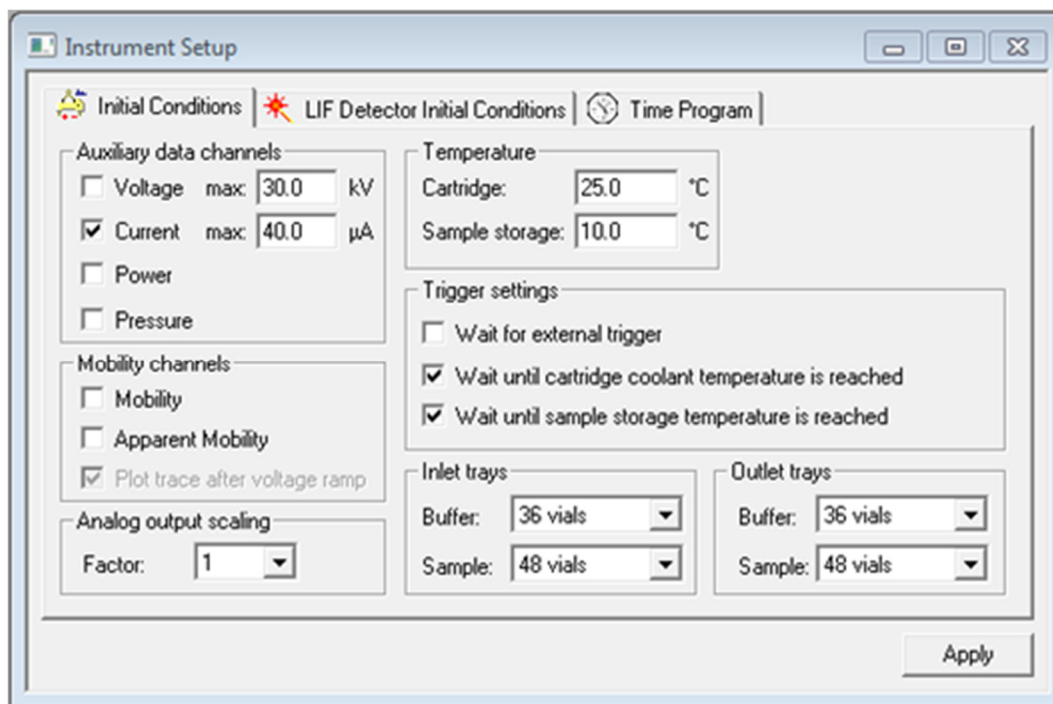 Instrument Setup
Initial Conditions
LIF Detector Initial Conditions
Time Program
Auxiliary data channels
Voltage max: 30.0 kV
Current max: 40.0 µA
Power
Pressure
Mobility channels
Mobility
Apparent Mobility
Plot trace after voltage ramp
Analog output scaling
Factor: 1
Temperature
Cartridge: 25.0 °C
Sample storage: 10.0 °C
Trigger settings
Wait for external trigger
Wait until cartridge coolant temperature is reached
Wait until sample storage temperature is reached
Inlet trays
Buffer: 36 vials
Sample: 48 vials
Outlet trays
Buffer: 36 vials
Sample: 48 vials
Apply